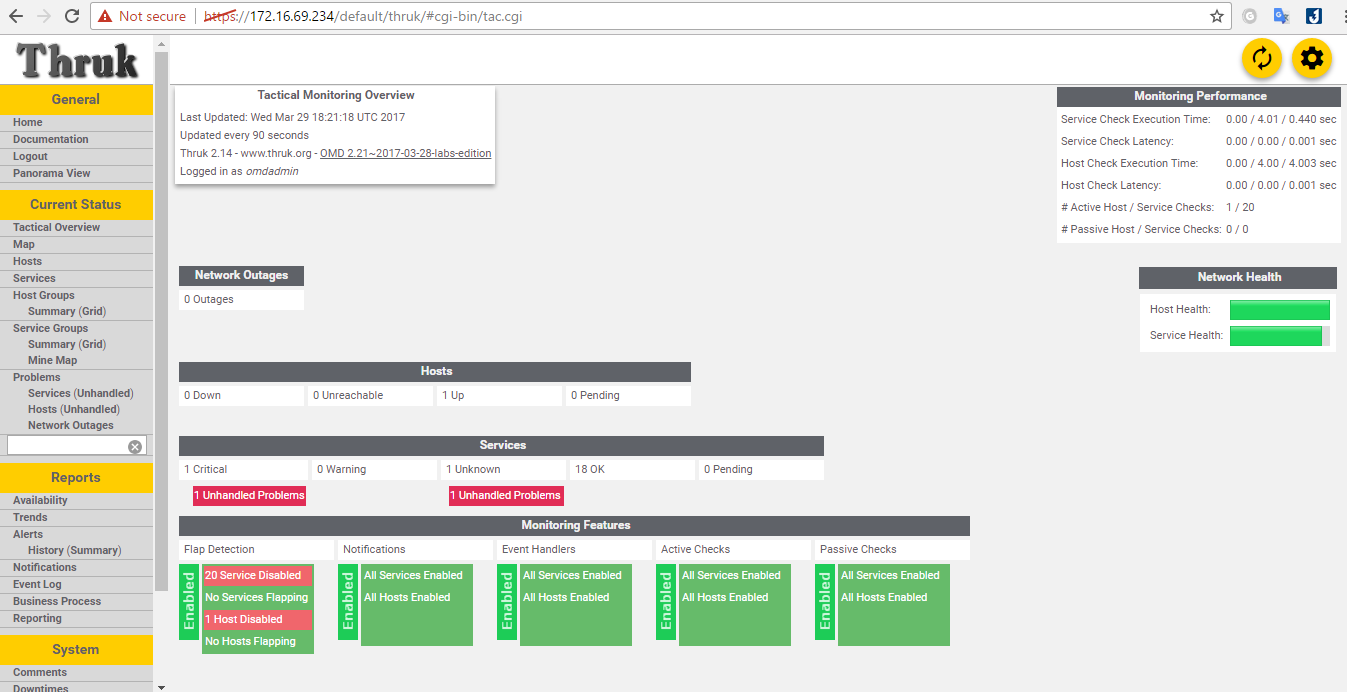 Not secure https://172.16.69.234/default/thruk/#cgi-bin/tac.cgi
Thruk
General
Home
Documentation
Logout
Panorama View
Current Status
Tactical Overview
Map
Hosts
Services
Host Groups
Summary (Grid)
Service Groups
Summary (Grid)
Mine Map
Problems
Services (Unhandled)
Hosts (Unhandled)
Network Outages
Reports
Availability
Trends
Alerts
History (Summary)
Notifications
Event Log
Business Process
Reporting
System
Comments
Downtimes
Tactical Monitoring Overview
Last Updated: Wed Mar 29 18:21:18 UTC 2017
Updated every 90 seconds
Thruk 2.14 - www.thruk.org - OMD 2.21~2017-03-28-labs-edition
Logged in as omdadmin
Monitoring Performance
Service Check Execution Time: 0.00 / 4.01 / 0.440 sec
Service Check Latency: 0.00 / 0.00 / 0.001 sec
Host Check Execution Time: 0.00 / 4.00 / 4.003 sec
Host Check Latency: 0.00 / 0.00 / 0.001 sec
# Active Host / Service Checks: 1 / 20
# Passive Host / Service Checks: 0 / 0
Network Outages
0 Outages
Network Health
Host Health:
Service Health:
Hosts
0 Down 0 Unreachable 1 Up 0 Pending
Services
1 Critical 0 Warning 1 Unknown 18 OK 0 Pending
1 Unhandled Problems 1 Unhandled Problems
Monitoring Features
Flap Detection Notifications Event Handlers Active Checks Passive Checks
Enabled
20 Service Disabled
No Services Flapping
1 Host Disabled
No Hosts Flapping
Enabled
All Services Enabled
All Hosts Enabled
Enabled
All Services Enabled
All Hosts Enabled
Enabled
All Services Enabled
All Hosts Enabled
Enabled
All Services Enabled
All Hosts Enabled